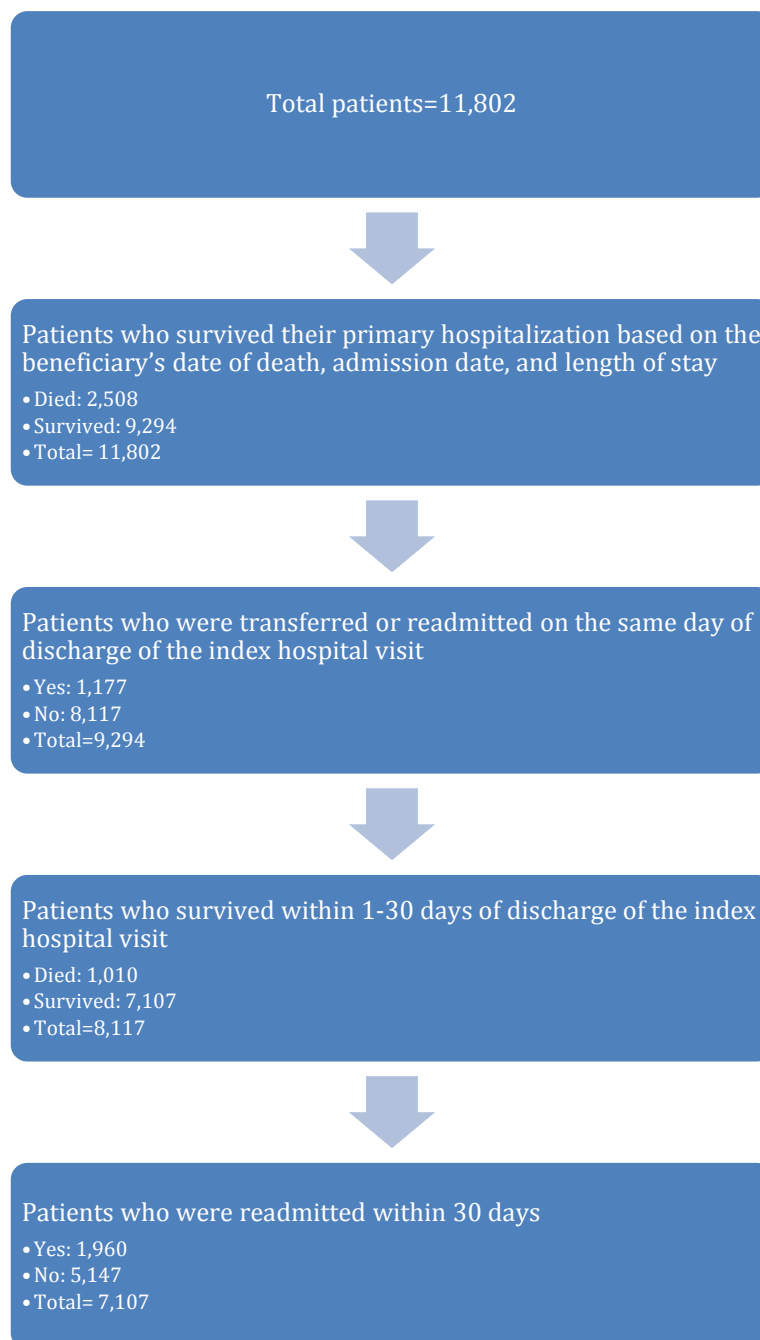 Total patients=11,802
Patients who survived their primary hospitalization based on the
beneficiary’s date of death, admission date, and length of stay
•Died: 2,508
•Survived: 9,294
•Total= 11,802
Patients who were transferred or readmitted on the same day of
discharge of the index hospital visit
•Yes: 1,177
•No: 8,117
•Total=9,294
Patients who survived within 1-30 days of discharge of the index
hospital visit
•Died: 1,010
•Survived: 7,107
•Total=8,117
Patients who were readmitted within 30 days
•Yes: 1,960
•No: 5,147
•Total= 7,107